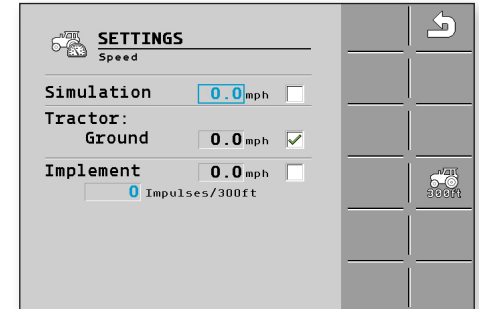 SETTINGS
Speed
Simulation 0.0 mph
Tractor:
Ground 0.0 mph
Implement 0.0 mph
300ft
0 Impulses/300ft